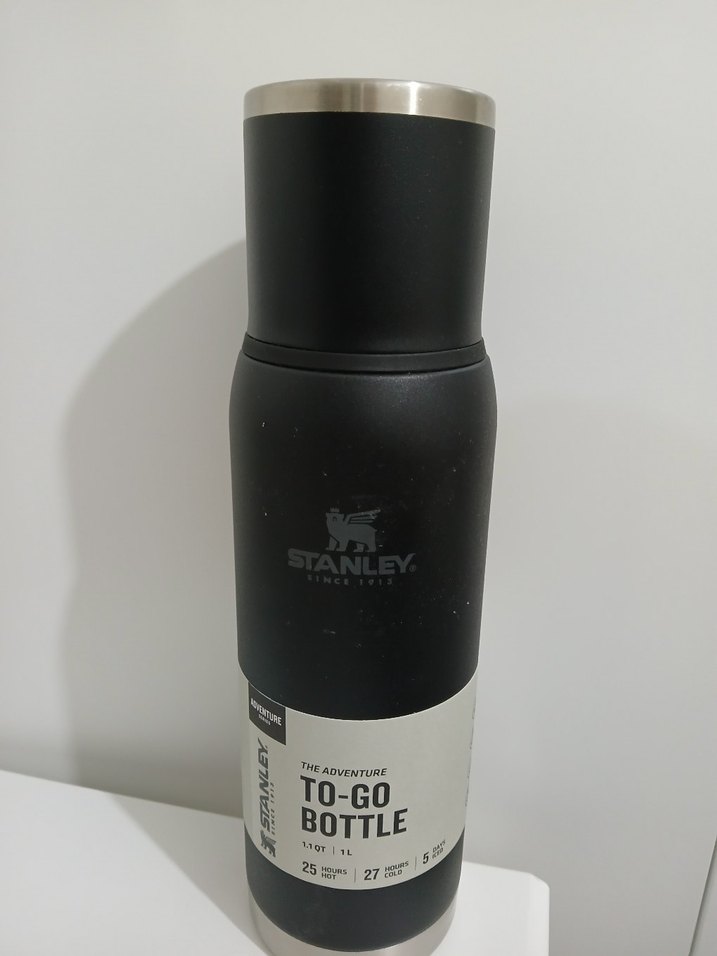 STANLEY®
SINCE 1913
ADVENTURE
SERIES
STANLEY
SINCE 1913
THE ADVENTURE
TO-GO
BOTTLE
1.1 QT | 1 L
25 HOURS HOT | 27 HOURS COLD | 5 DAYS ICED